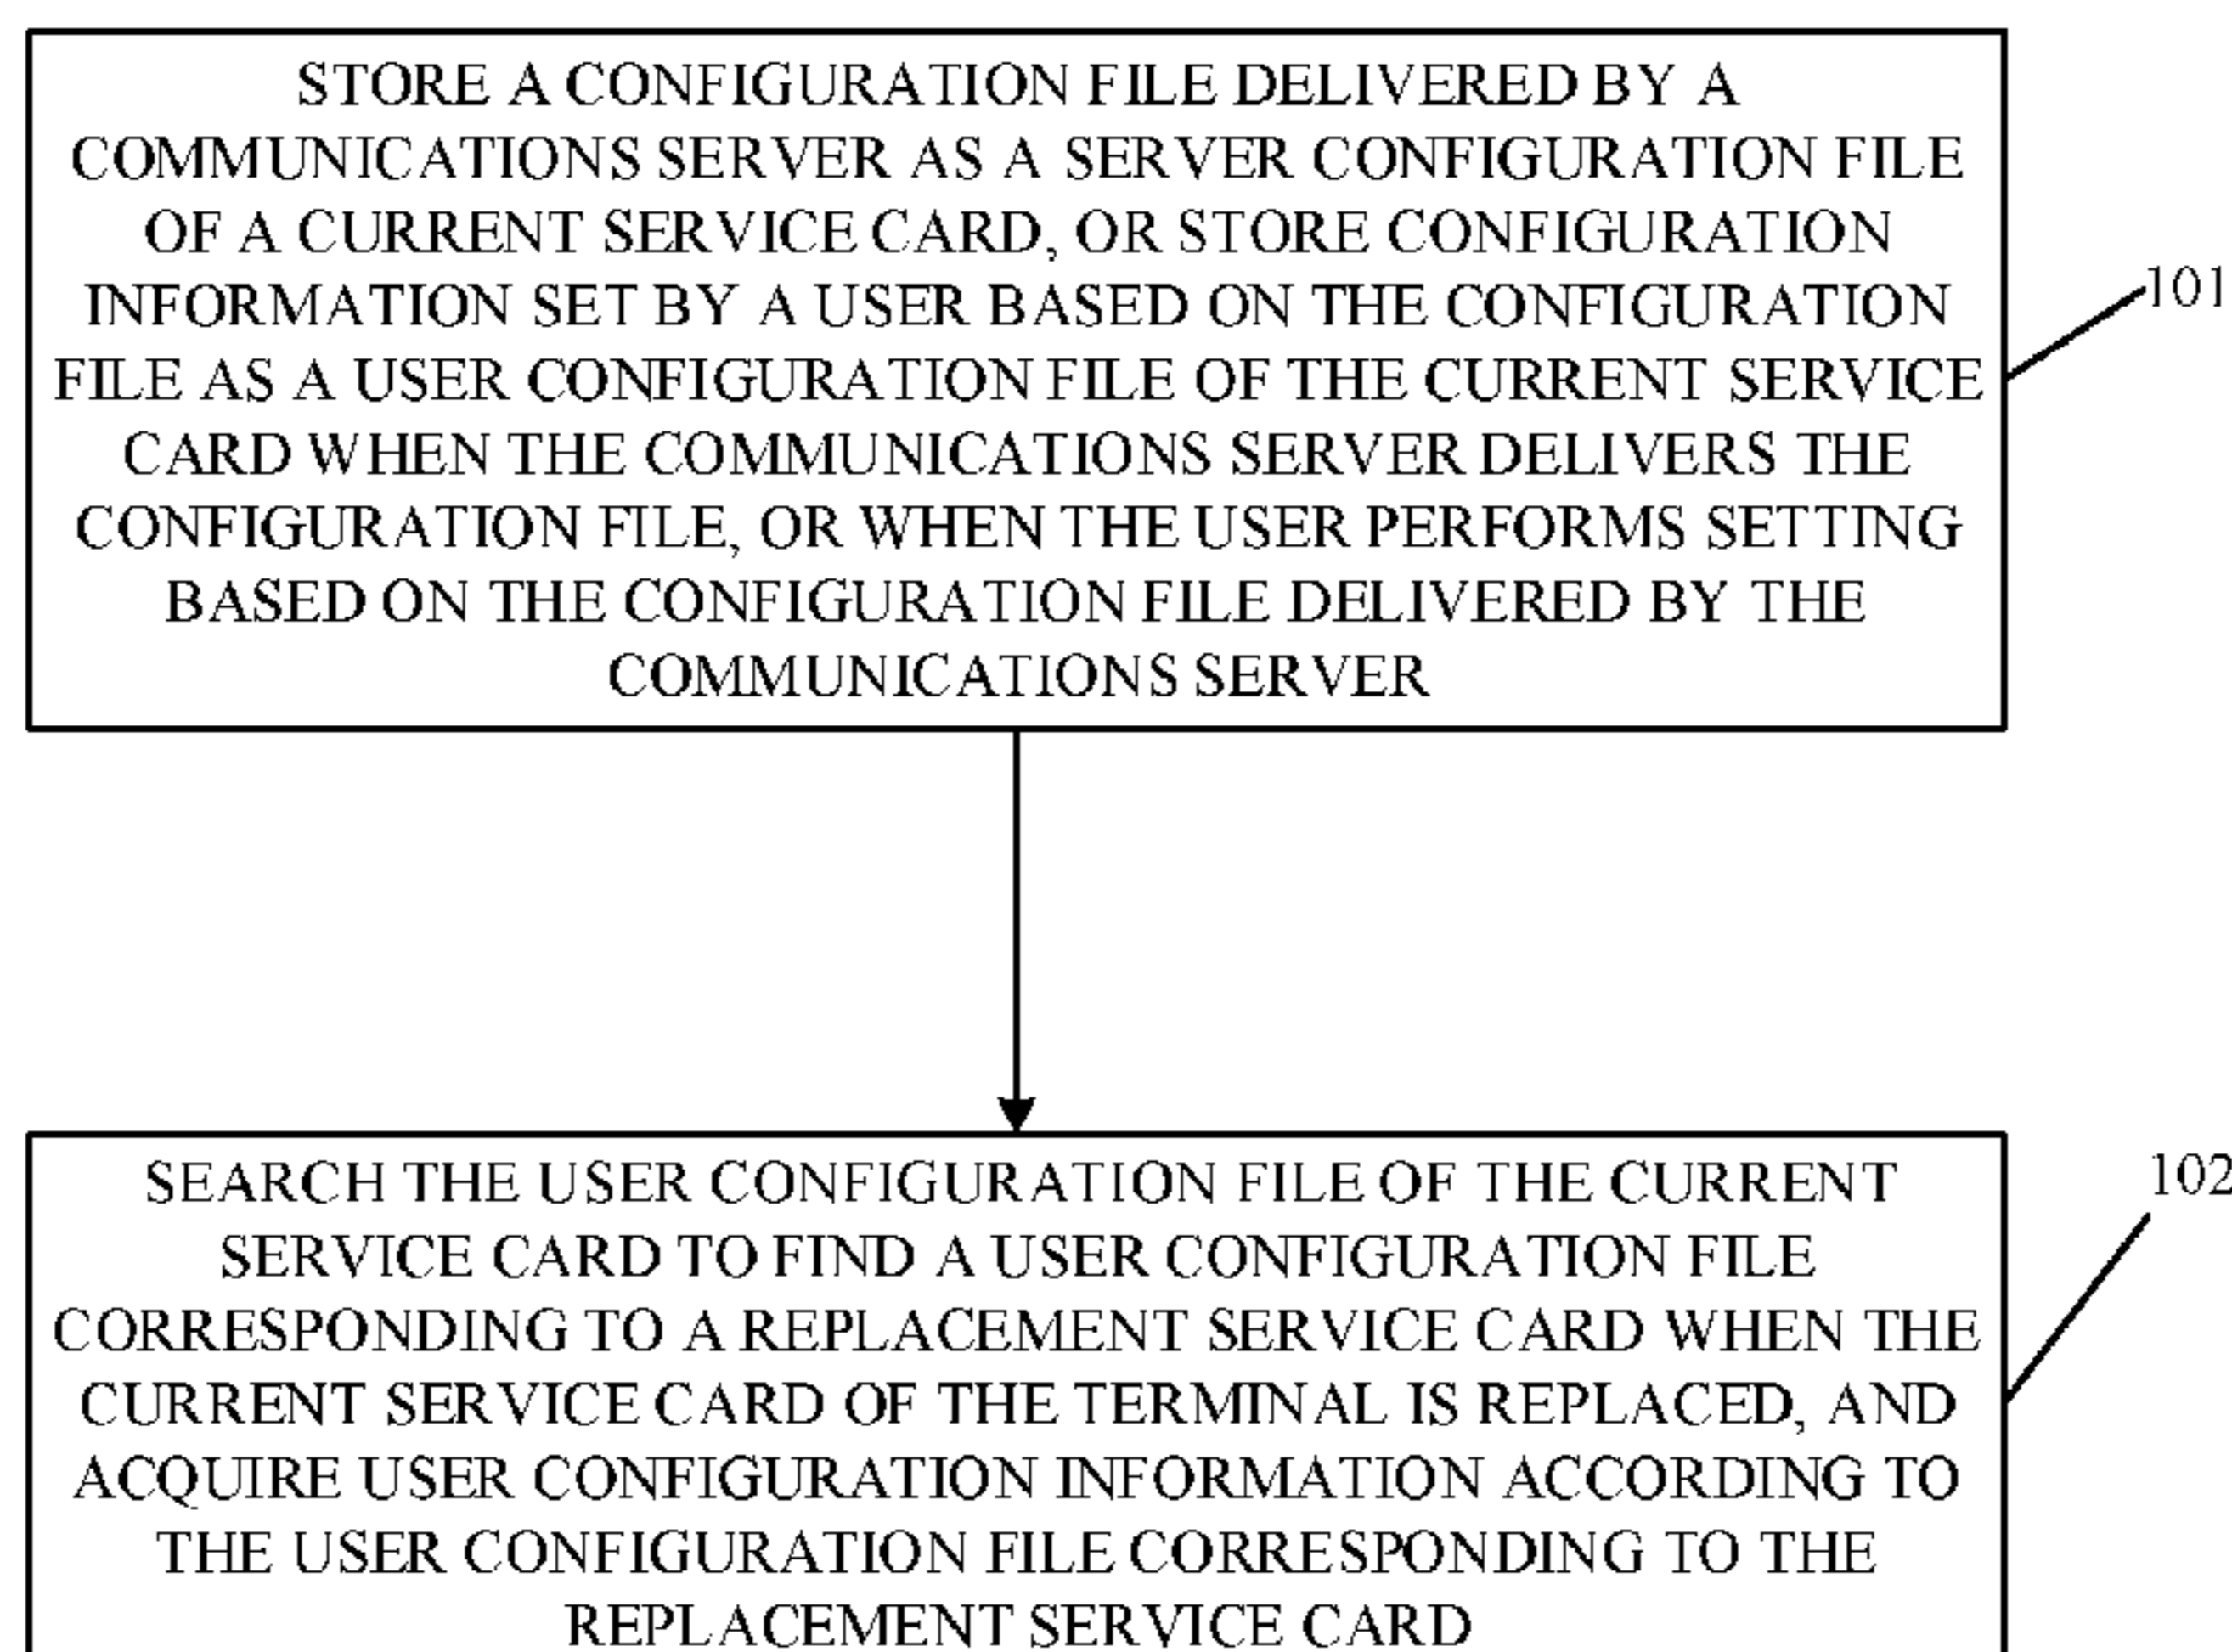 STORE A CONFIGURATION FILE DELIVERED BY A
COMMUNICATIONS SERVER AS A SERVER CONFIGURATION FILE
OF A CURRENT SERVICE CARD, OR STORE CONFIGURATION
INFORMATION SET BY A USER BASED ON THE CONFIGURATION
FILE AS A USER CONFIGURATION FILE OF THE CURRENT SERVICE
CARD WHEN THE COMMUNICATIONS SERVER DELIVERS THE
CONFIGURATION FILE, OR WHEN THE USER PERFORMS SETTING
BASED ON THE CONFIGURATION FILE DELIVERED BY THE
COMMUNICATIONS SERVER
101
SEARCH THE USER CONFIGURATION FILE OF THE CURRENT
SERVICE CARD TO FIND A USER CONFIGURATION FILE
CORRESPONDING TO A REPLACEMENT SERVICE CARD WHEN THE
CURRENT SERVICE CARD OF THE TERMINAL IS REPLACED, AND
ACQUIRE USER CONFIGURATION INFORMATION ACCORDING TO
THE USER CONFIGURATION FILE CORRESPONDING TO THE
REPLACEMENT SERVICE CARD
102